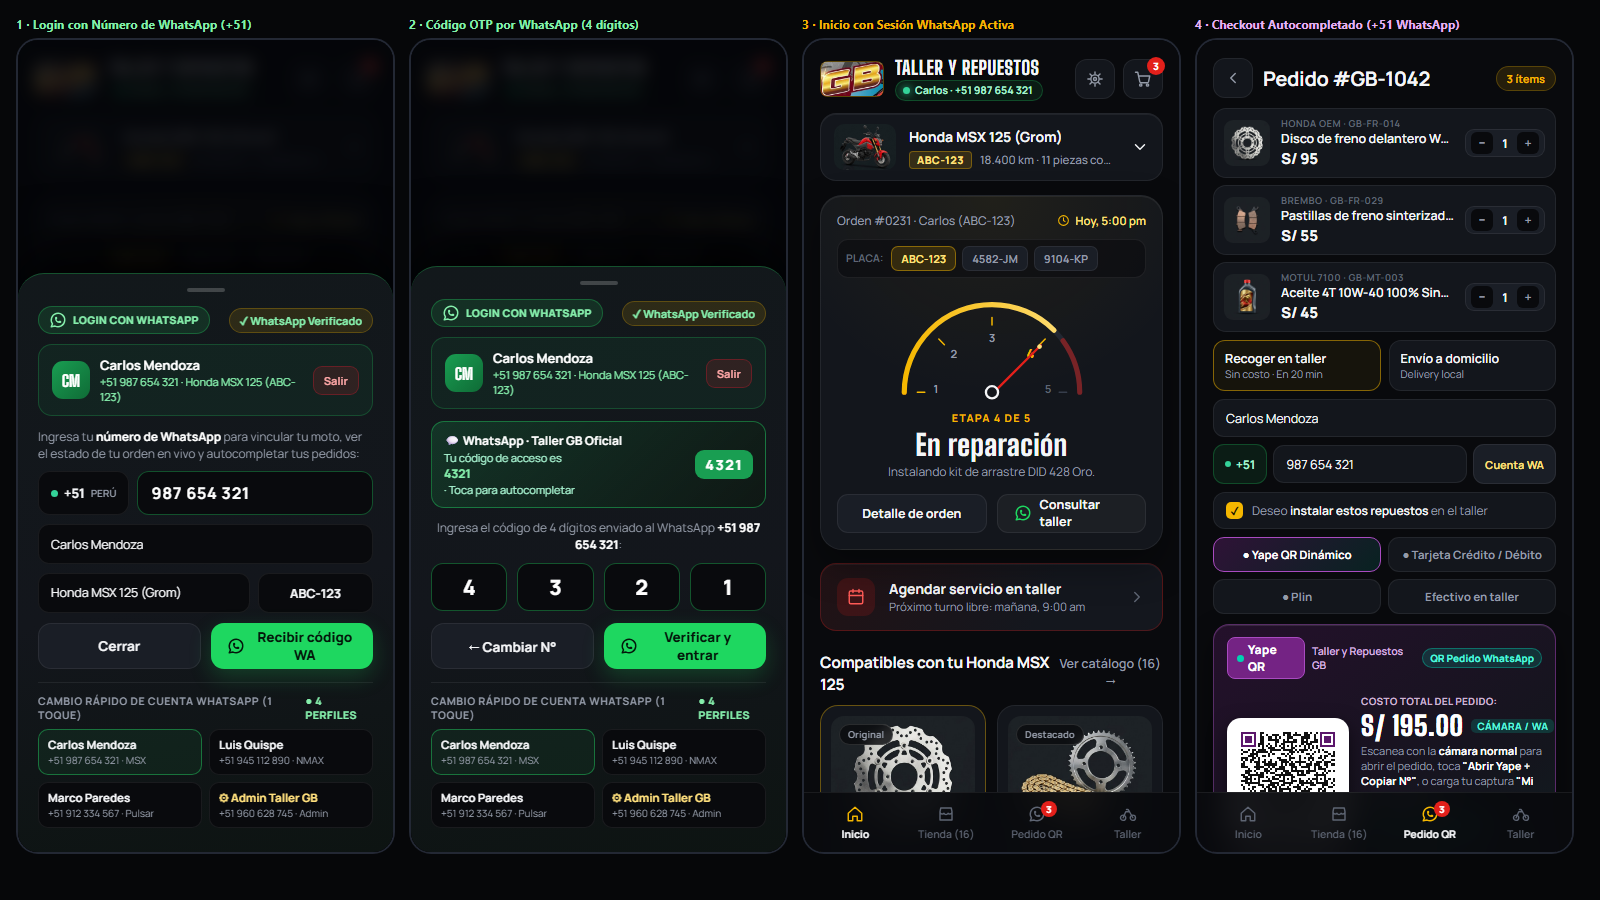 1 · Login con Número de WhatsApp (+51)
LOGIN CON WHATSAPP
✓ WhatsApp Verificado
CM
Carlos Mendoza
+51 987 654 321 · Honda MSX 125 (ABC-
123)
Salir
Ingresa tu número de WhatsApp para vincular tu moto, ver
el estado de tu orden en vivo y autocompletar tus pedidos:
+51 PERÚ
987 654 321
Carlos Mendoza
Honda MSX 125 (Grom)
ABC-123
Cerrar
Recibir código
WA
CAMBIO RÁPIDO DE CUENTA WHATSAPP (1
TOQUE)
● 4
PERFILES
Carlos Mendoza
+51 987 654 321 · MSX
Luis Quispe
+51 945 112 890 · NMAX
Marco Paredes
+51 912 334 567 · Pulsar
⚙ Admin Taller GB
+51 960 628 745 · Admin
2 · Código OTP por WhatsApp (4 dígitos)
LOGIN CON WHATSAPP
✓ WhatsApp Verificado
CM
Carlos Mendoza
+51 987 654 321 · Honda MSX 125 (ABC-
123)
Salir
💬 WhatsApp · Taller GB Oficial
Tu código de acceso es
4321
· Toca para autocompletar
4321
Ingresa el código de 4 dígitos enviado al WhatsApp +51 987
654 321:
4
3
2
1
← Cambiar N°
Verificar y
entrar
CAMBIO RÁPIDO DE CUENTA WHATSAPP (1
TOQUE)
● 4
PERFILES
Carlos Mendoza
+51 987 654 321 · MSX
Luis Quispe
+51 945 112 890 · NMAX
Marco Paredes
+51 912 334 567 · Pulsar
⚙ Admin Taller GB
+51 960 628 745 · Admin
3 · Inicio con Sesión WhatsApp Activa
GB
TALLER Y REPUESTOS
Carlos · +51 987 654 321
3
Honda MSX 125 (Grom)
ABC-123
18.400 km · 11 piezas co...
Orden #0231 · Carlos (ABC-123)
Hoy, 5:00 pm
PLACA:
ABC-123
4582-JM
9104-KP
1
2
3
4
5
ETAPA 4 DE 5
En reparación
Instalando kit de arrastre DID 428 Oro.
Detalle de orden
Consultar
taller
Agendar servicio en taller
Próximo turno libre: mañana, 9:00 am
Compatibles con tu Honda MSX
125
Ver catálogo (16)
→
Original
Destacado
Inicio
Tienda (16)
3
Pedido QR
Taller
4 · Checkout Autocompletado (+51 WhatsApp)
Pedido #GB-1042
3 ítems
HONDA OEM · GB-FR-014
Disco de freno delantero W...
S/ 95
− 1 +
BREMBO · GB-FR-029
Pastillas de freno sinterizad...
S/ 55
− 1 +
MOTUL 7100 · GB-MT-003
Aceite 4T 10W-40 100% Sin...
S/ 45
− 1 +
Recoger en taller
Sin costo · En 20 min
Envío a domicilio
Delivery local
Carlos Mendoza
+51
987 654 321
Cuenta WA
Deseo instalar estos repuestos en el taller
● Yape QR Dinámico
● Tarjeta Crédito / Débito
● Plin
Efectivo en taller
Yape
QR
Taller y Repuestos
GB
QR Pedido WhatsApp
COSTO TOTAL DEL PEDIDO:
S/ 195.00
CÁMARA / WA
Escanea con la cámara normal para
abrir el pedido, toca "Abrir Yape +
Copiar N°", o carga tu captura "Mi
Inicio
Tienda (16)
3
Pedido QR
Taller